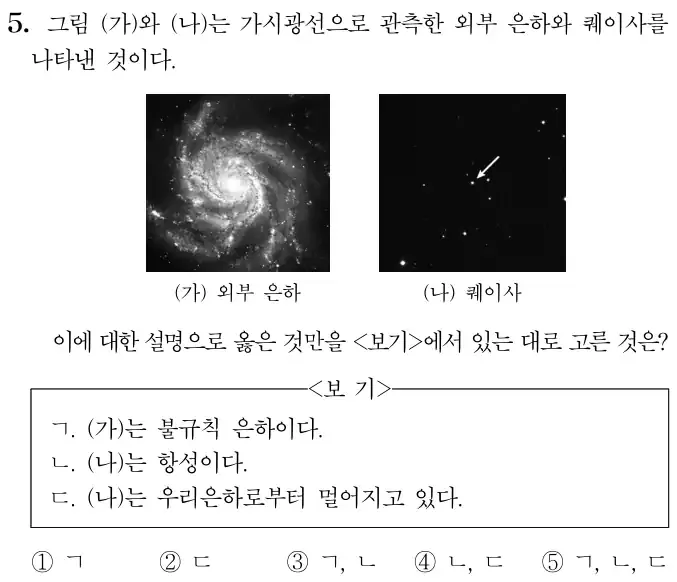 5. 그림 (가)와 (나)는 가시광선으로 관측한 외부 은하와 퀘이사를
나타낸 것이다.
(가) 외부 은하
(나) 퀘이사
이에 대한 설명으로 옳은 것만을 <보기>에서 있는 대로 고른 것은?
<보 기>
ㄱ. (가)는 불규칙 은하이다.
ㄴ. (나)는 항성이다.
ㄷ. (나)는 우리은하로부터 멀어지고 있다.
① ㄱ ② ㄷ ③ ㄱ, ㄴ ④ ㄴ, ㄷ ⑤ ㄱ, ㄴ, ㄷ